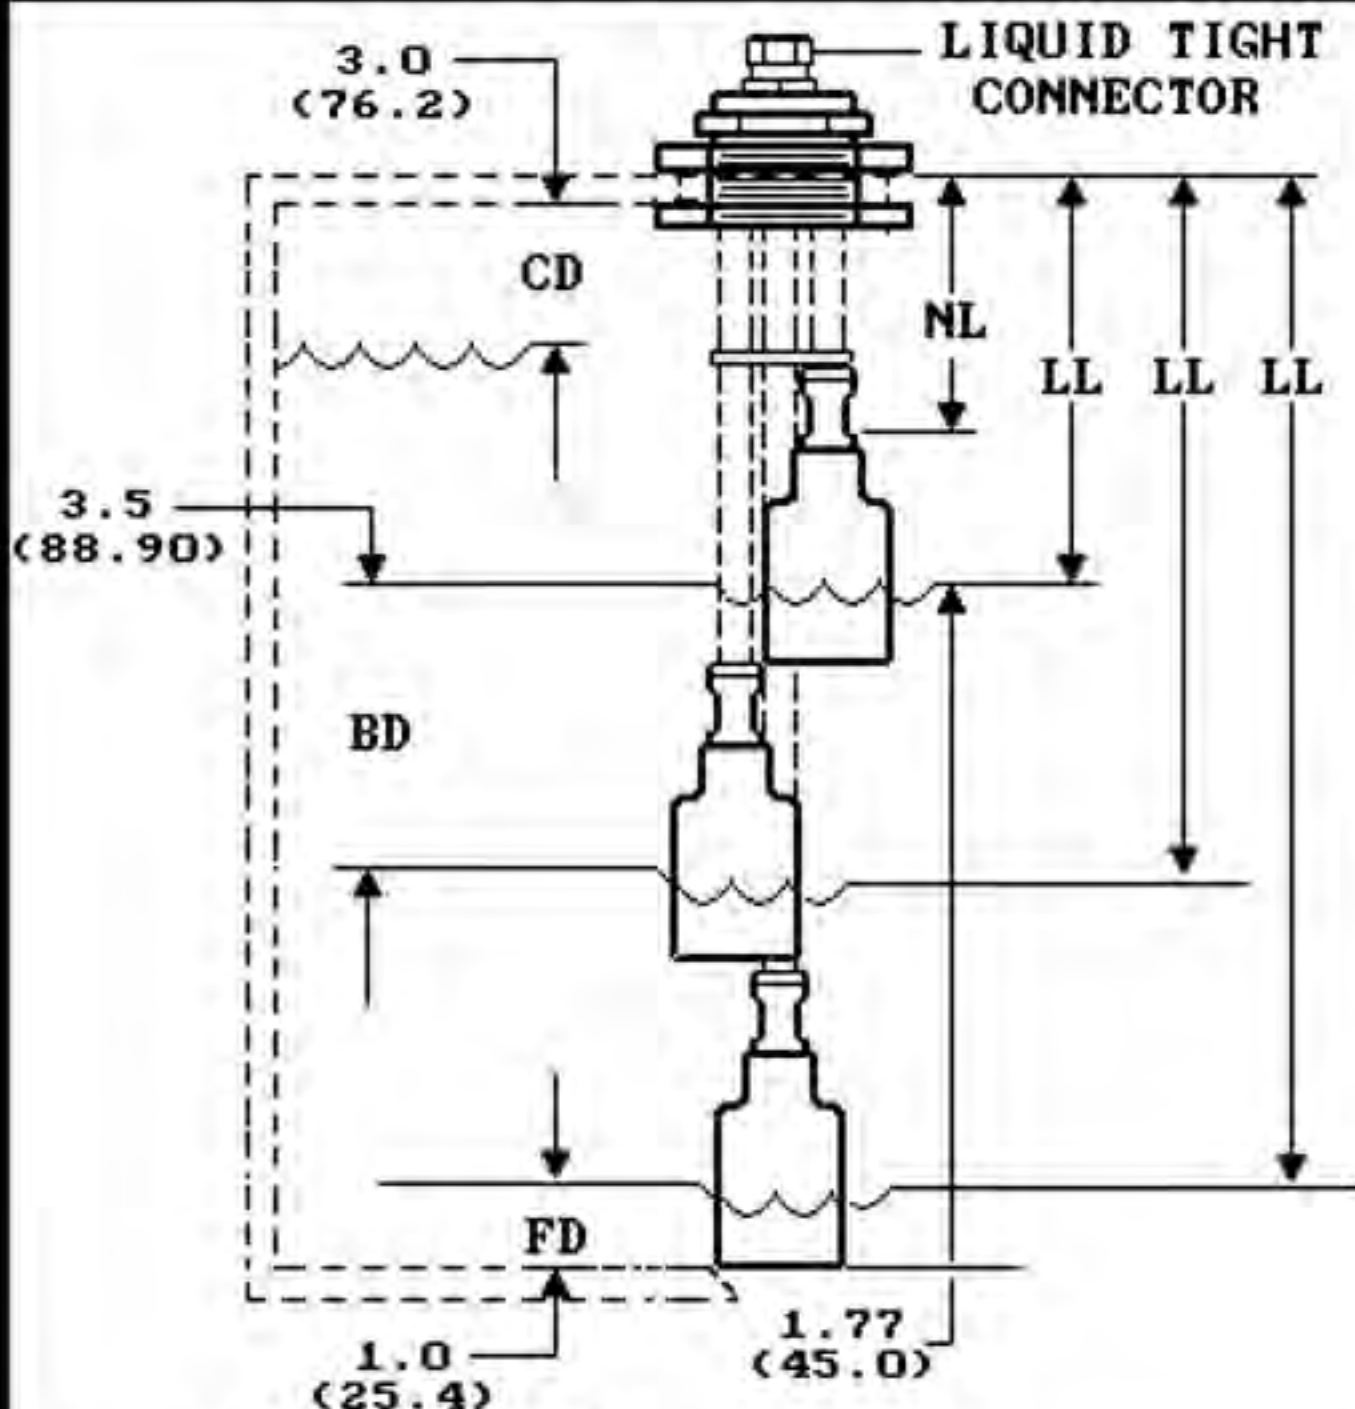 3.0
(76.2)
LIQUID TIGHT
CONNECTOR
CD
NL
LL
LL
LL
3.5
(88.90)
BD
FD
1.77
(45.0)
1.0
(25.4)